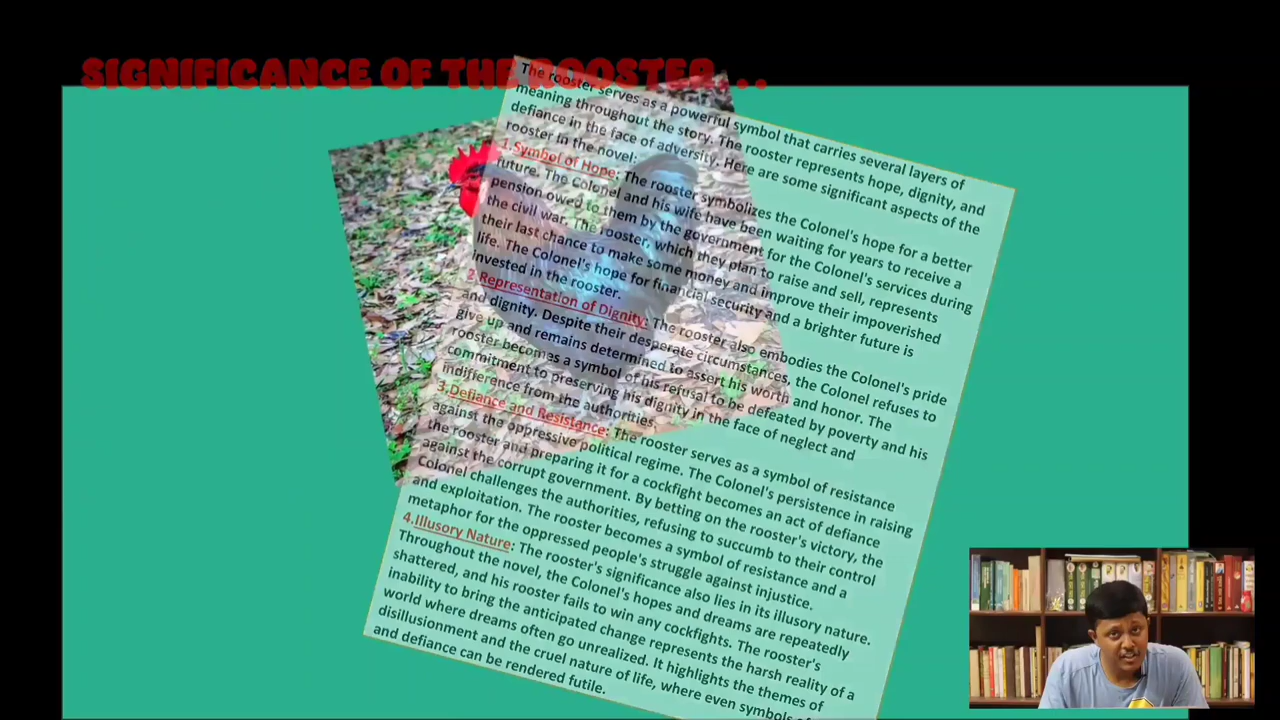 SIGNIFICANCE OF THE ROOSTER...
The rooster serves as a powerful symbol that carries several layers of
meaning throughout the story. The rooster represents hope, dignity, and
defiance in the face of adversity. Here are some significant aspects of the
rooster in the novel:
1.Symbol of Hope: The rooster symbolizes the Colonel's hope for a better
future. The Colonel and his wife have been waiting for years to receive a
pension owed to them by the government for the Colonel's services during
the civil war. The rooster, which they plan to raise and sell, represents
their last chance to make some money and improve their impoverished
life. The Colonel's hope for financial security and a brighter future is
invested in the rooster.
2.Representation of Dignity: The rooster also embodies the Colonel's pride
and dignity. Despite their desperate circumstances, the Colonel refuses to
give up and remains determined to assert his worth and honor. The
rooster becomes a symbol of his refusal to be defeated by poverty and his
commitment to preserving his dignity in the face of neglect and
indifference from the authorities.
3.Defiance and Resistance: The rooster serves as a symbol of resistance
against the oppressive political regime. The Colonel's persistence in raising
the rooster and preparing it for a cockfight becomes an act of defiance
against the corrupt government. By betting on the rooster's victory, the
Colonel challenges the authorities, refusing to succumb to their control
and exploitation. The rooster becomes a symbol of resistance and a
metaphor for the oppressed people's struggle against injustice.
4.Illusory Nature: The rooster's significance also lies in its illusory nature.
Throughout the novel, the Colonel's hopes and dreams are repeatedly
shattered, and his rooster fails to win any cockfights. The rooster's
inability to bring the anticipated change represents the harsh reality of a
world where dreams often go unrealized. It highlights the themes of
disillusionment and the cruel nature of life, where even symbols of
and defiance can be rendered futile.